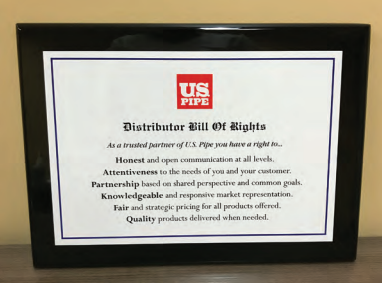 U.S.
PIPE
Distributor Bill Of Rights
As a trusted partner of U.S. Pipe you have a right to...
Honest and open communication at all levels.
Attentiveness to the needs of you and your customer.
Partnership based on shared perspective and common goals.
Knowledgeable and responsive market representation.
Fair and strategic pricing for all products offered.
Quality products delivered when needed.